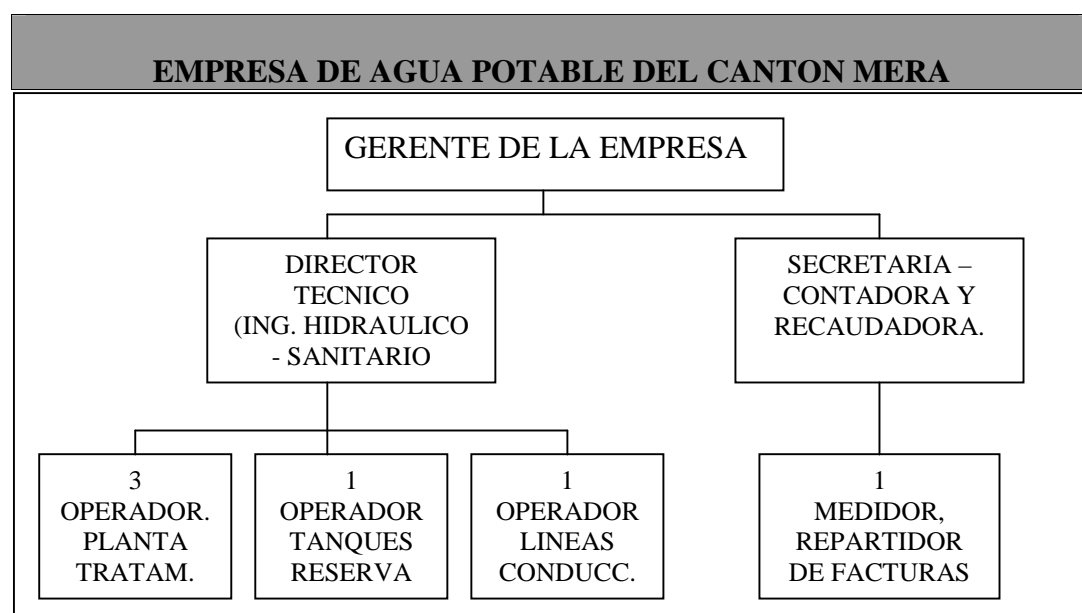 EMPRESA DE AGUA POTABLE DEL CANTON MERA
GERENTE DE LA EMPRESA
DIRECTOR
TECNICO
(ING. HIDRAULICO
- SANITARIO
SECRETARIA –
CONTADORA Y
RECAUDADORA.
3
OPERADOR.
PLANTA
TRATAM.
1
OPERADOR
TANQUES
RESERVA
1
OPERADOR
LINEAS
CONDUCC.
1
MEDIDOR,
REPARTIDOR
DE FACTURAS